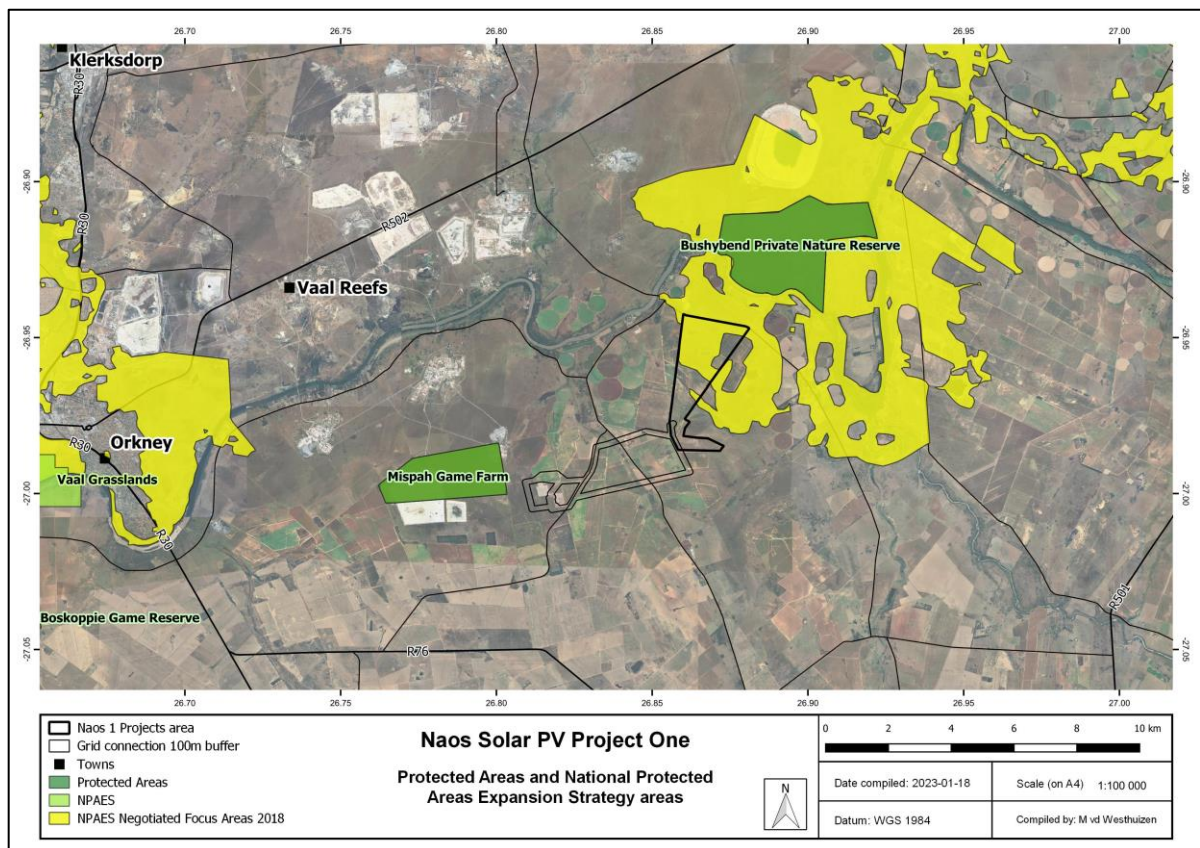 26.70 26.75 26.80 26.85 26.90 26.95 27.00
Klerksdorp
R30
-26.90
-26.90
R30
R502
Bushybend Private Nature Reserve
Vaal Reefs
-26.95
-26.95
R30
Orkney
Vaal Grasslands
Mispah Game Farm
-27.00
-27.00
R30
Boskoppie Game Reserve
R501
-27.05
R76
-27.05
26.70 26.75 26.80 26.85 26.90 26.95 27.00
Naos 1 Projects area
Grid connection 100m buffer
Towns
Protected Areas
NPAES
NPAES Negotiated Focus Areas 2018
Naos Solar PV Project One
Protected Areas and National Protected
Areas Expansion Strategy areas
N
0 2 4 6 8 10 km
Date compiled: 2023-01-18
Scale (on A4) 1:100 000
Datum: WGS 1984
Compiled by: M vd Westhuizen